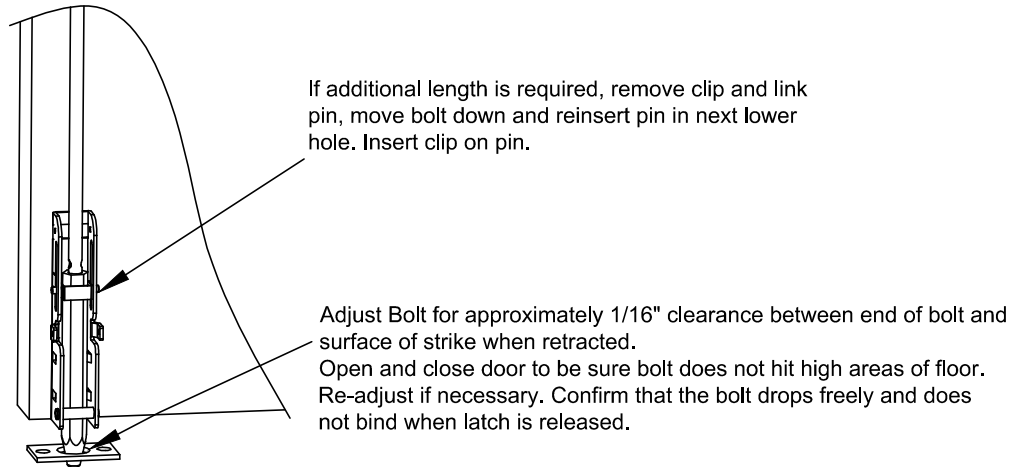 If additional length is required, remove clip and link
pin, move bolt down and reinsert pin in next lower
hole. Insert clip on pin.
Adjust Bolt for approximately 1/16" clearance between end of bolt and
surface of strike when retracted.
Open and close door to be sure bolt does not hit high areas of floor.
Re-adjust if necessary. Confirm that the bolt drops freely and does
not bind when latch is released.